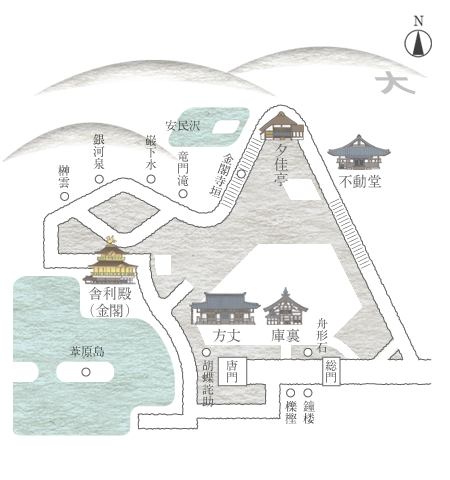 N
大
安民沢
巌下水
銀河泉
竜門滝
榊雲
金閣寺垣
夕佳亭
不動堂
舎利殿
（金閣）
方丈
庫裏
舟形石
葦原島
胡蝶詫助
唐門
総門
櫟樫
鐘楼